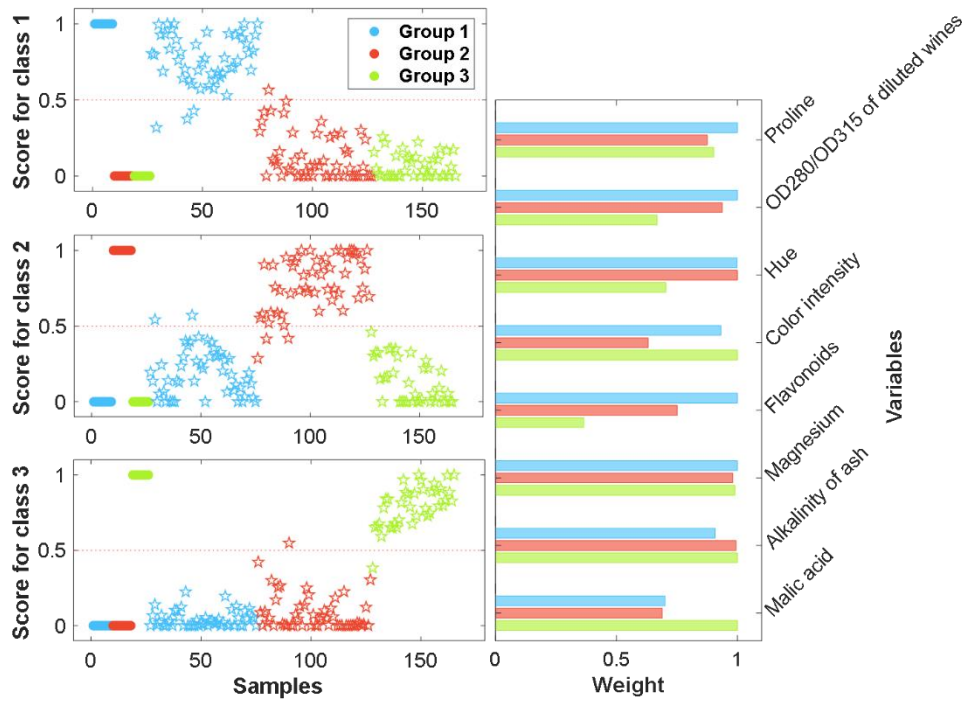 Score for class 1
1
0.5
0
Group 1
Group 2
Group 3
0 50 100 150
Score for class 2
1
0.5
0
0 50 100 150
Score for class 3
1
0.5
0
0 50 100 150
Samples
Proline
OD280/OD315 of diluted wines
Hue
Color intensity
Flavonoids
Magnesium
Alkalinity of ash
Malic acid
Variables
0 0.5 1
Weight